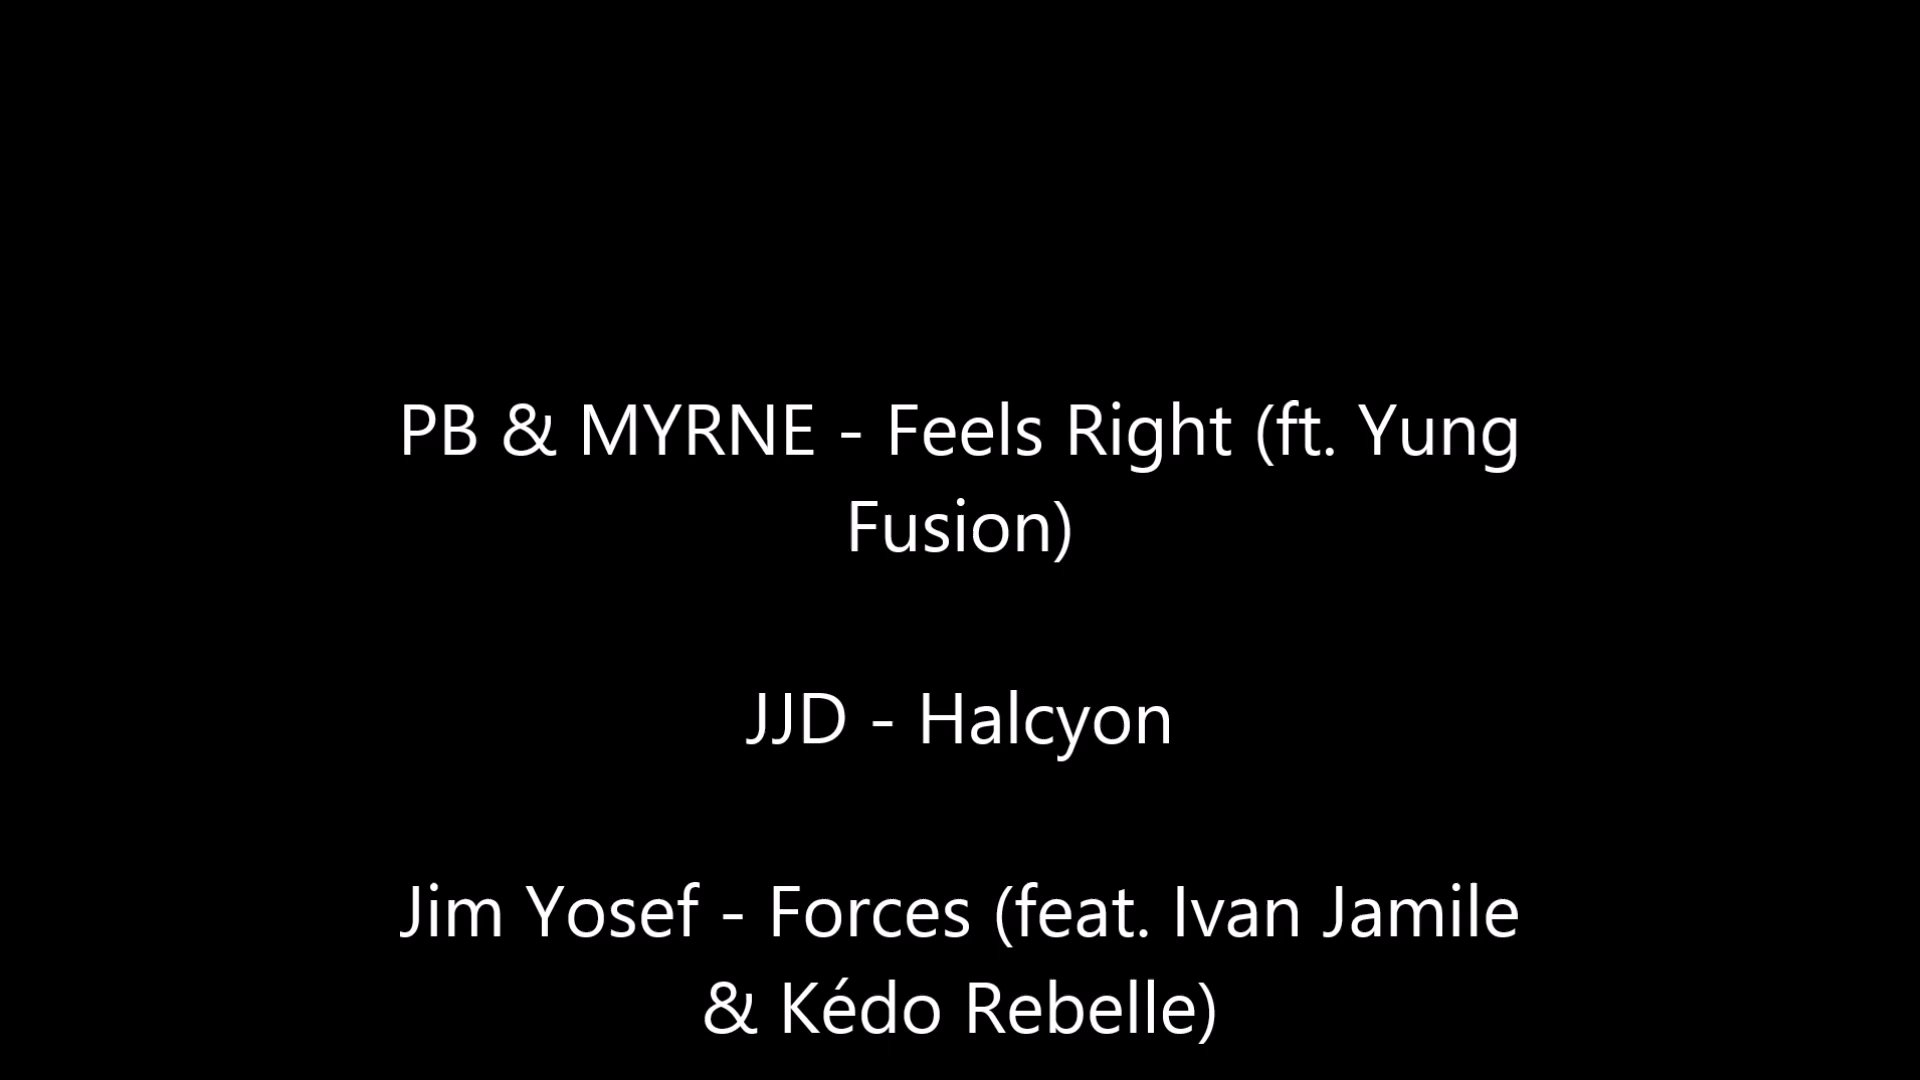 PB & MYRNE - Feels Right (ft. Yung
Fusion)
JJD - Halcyon
Jim Yosef - Forces (feat. Ivan Jamile
& Kédo Rebelle)